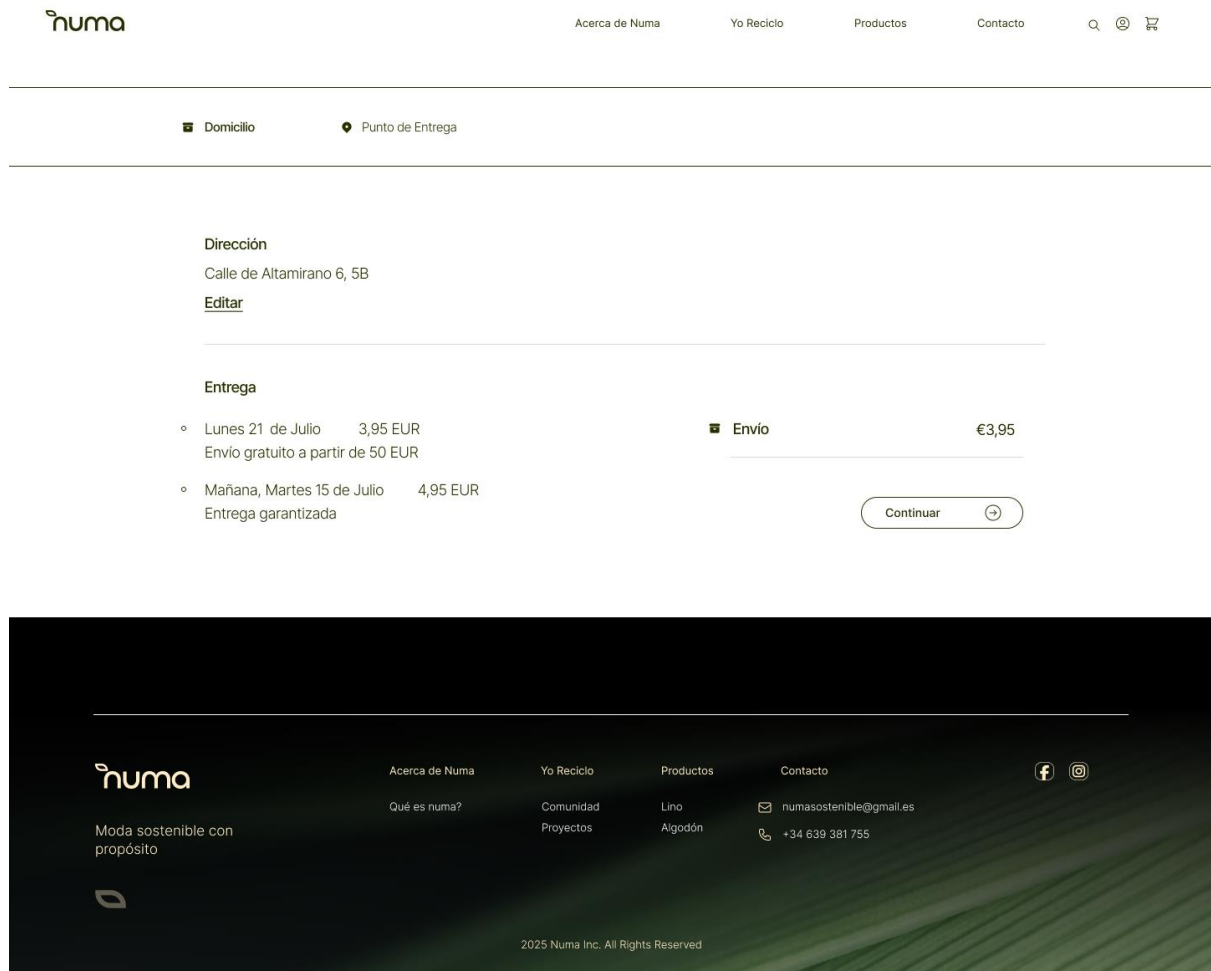 numa
Acerca de Numa Yo Reciclo Productos Contacto
Domicilio Punto de Entrega
Dirección
Calle de Altamirano 6, 5B
Editar
Entrega
Lunes 21 de Julio 3,95 EUR
Envío gratuito a partir de 50 EUR
Mañana, Martes 15 de Julio 4,95 EUR
Entrega garantizada
Envío €3,95
Continuar
numa
Moda sostenible con
propósito
Acerca de Numa
Qué es numa?
Yo Reciclo
Comunidad
Proyectos
Productos
Lino
Algodón
Contacto
numasostenible@gmail.es
+34 639 381 755
2025 Numa Inc. All Rights Reserved